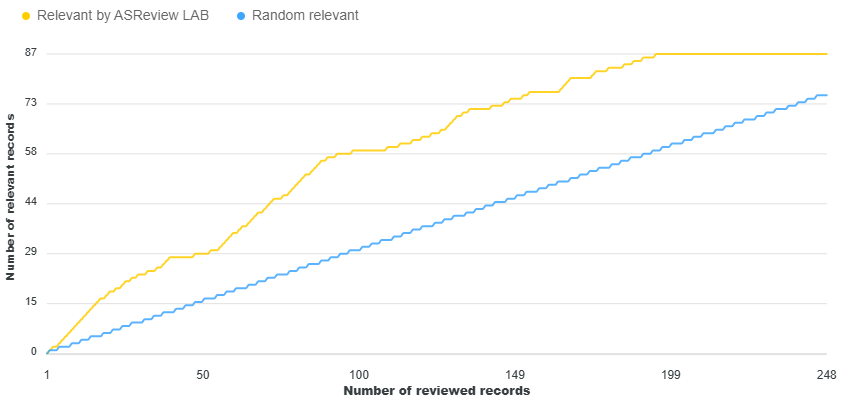 Relevant by ASReview LAB
Random relevant
Number of relevant records
87
73
58
44
29
15
0
1 50 100 149 199 248
Number of reviewed records